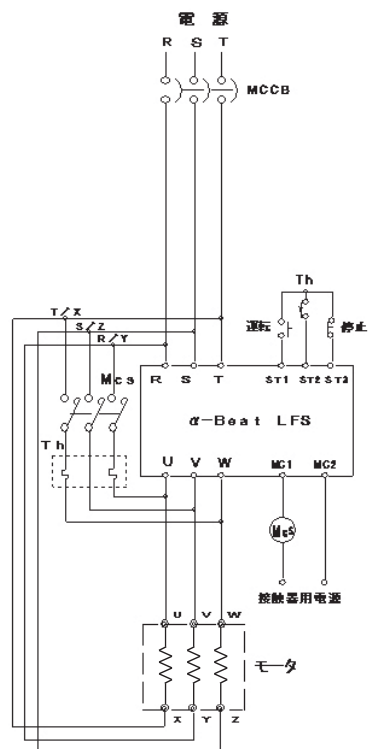 電源
R S T
MCCB
T/X
S/Z
R/Y
Mcs
Th
Th
運転
停止
R S T ST1 ST2 ST3
α-Beat LFS
U V W MC1 MC2
Mcs
接触器用電源
U V W
モータ
X Y Z